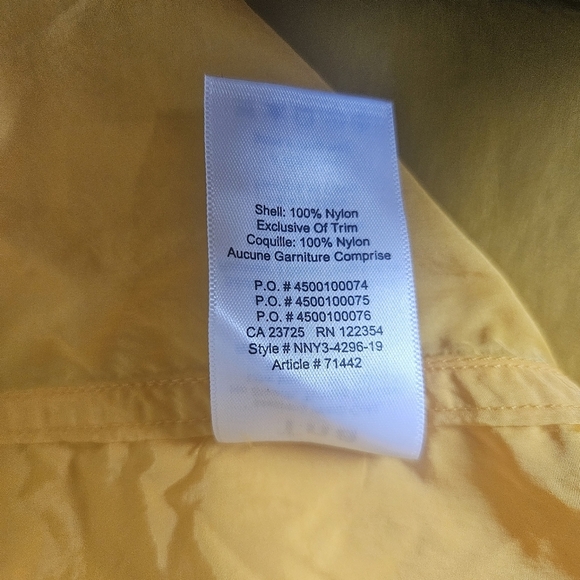 Shell: 100% Nylon
Exclusive Of Trim
Coquille: 100% Nylon
Aucune Garniture Comprise
P.O. # 4500100074
P.O. # 4500100075
P.O. # 4500100076
CA 23725 RN 122354
Style # NNY3-4296-19
Article # 71442